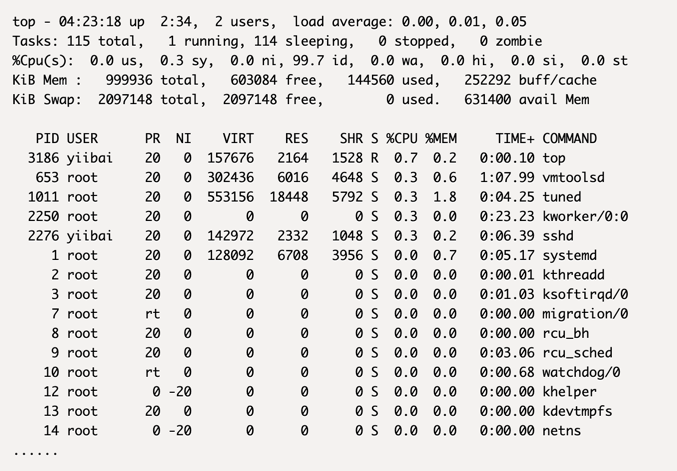 top - 04:23:18 up  2:34,  2 users,  load average: 0.00, 0.01, 0.05
Tasks: 115 total,   1 running, 114 sleeping,   0 stopped,   0 zombie
%Cpu(s):  0.0 us,  0.3 sy,  0.0 ni, 99.7 id,  0.0 wa,  0.0 hi,  0.0 si,  0.0 st
KiB Mem :   999936 total,   603084 free,   144560 used,   252292 buff/cache
KiB Swap:  2097148 total,  2097148 free,        0 used.   631400 avail Mem
  PID USER      PR  NI    VIRT    RES    SHR S %CPU %MEM     TIME+ COMMAND
 3186 yiibai    20   0  157676   2164   1528 R  0.7  0.2   0:00.10 top
  653 root      20   0  302436   6016   4648 S  0.3  0.6   1:07.99 vmtoolsd
 1011 root      20   0  553156  18448   5792 S  0.3  1.8   0:04.25 tuned
 2250 root      20   0       0      0      0 S  0.3  0.0   0:23.23 kworker/0:0
 2276 yiibai    20   0  142972   2332   1048 S  0.3  0.2   0:06.39 sshd
    1 root      20   0  128092   6708   3956 S  0.0  0.7   0:05.17 systemd
    2 root      20   0       0      0      0 S  0.0  0.0   0:00.01 kthreadd
    3 root      20   0       0      0      0 S  0.0  0.0   0:01.03 ksoftirqd/0
    7 root      rt   0       0      0      0 S  0.0  0.0   0:00.00 migration/0
    8 root      20   0       0      0      0 S  0.0  0.0   0:00.00 rcu_bh
    9 root      20   0       0      0      0 S  0.0  0.0   0:03.06 rcu_sched
   10 root      rt   0       0      0      0 S  0.0  0.0   0:00.68 watchdog/0
   12 root       0 -20       0      0      0 S  0.0  0.0   0:00.00 khelper
   13 root      20   0       0      0      0 S  0.0  0.0   0:00.00 kdevtmpfs
   14 root       0 -20       0      0      0 S  0.0  0.0   0:00.00 netns
......